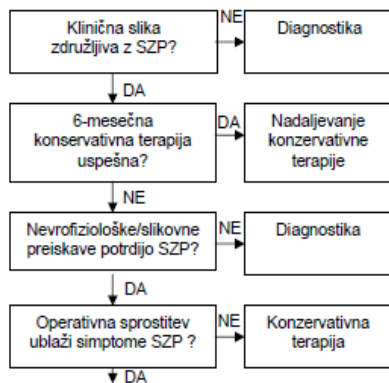 Klinična slika
združljiva z SZP?
NE
Diagnostika
DA
6-mesečna
konservativna terapija
uspešna?
DA
Nadaljevanje
konzervativne
terapije
NE
Nevrofiziološke/slikovne
preiskave potrdijo SZP?
NE
Diagnostika
DA
Operativna sprostitev
ublaži simptome SZP ?
NE
Konzervativna
terapija
DA